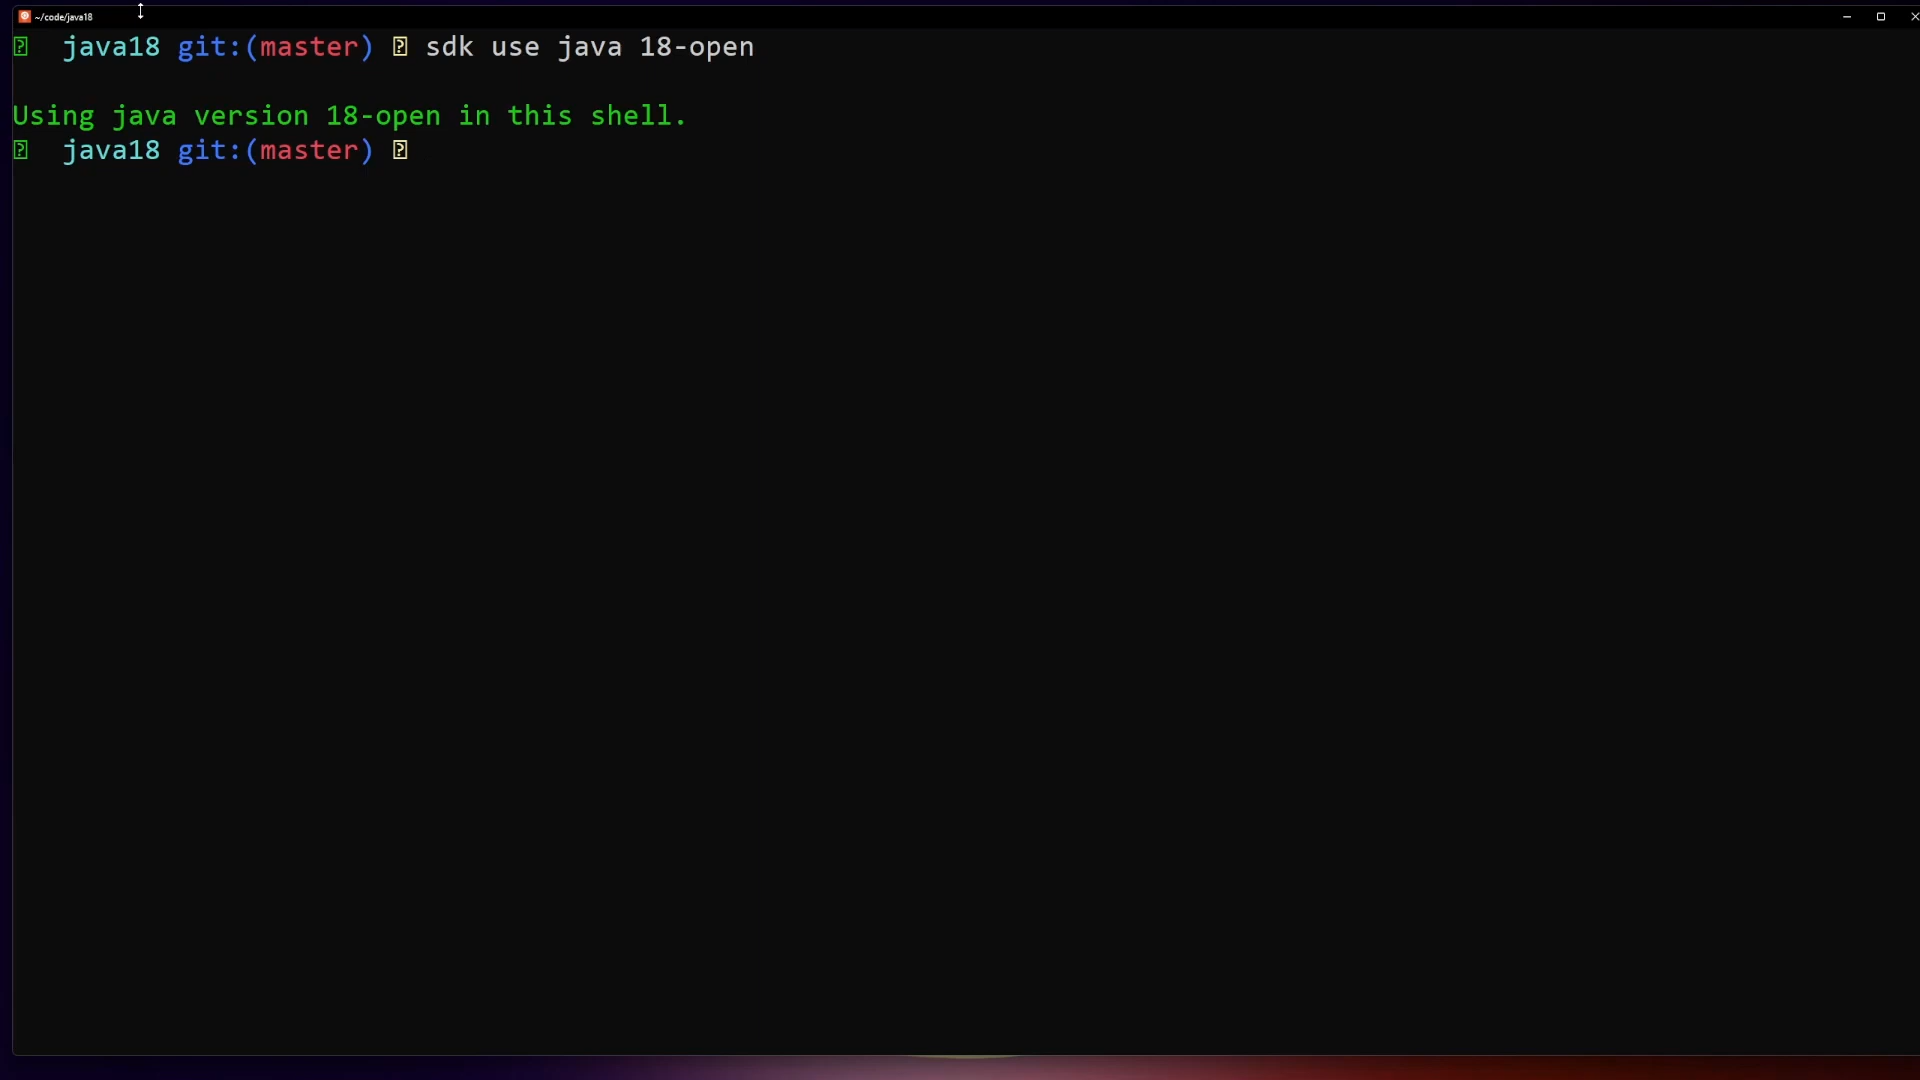 ~/code/java18
java18 git:(master) sdk use java 18-open
Using java version 18-open in this shell.
java18 git:(master)